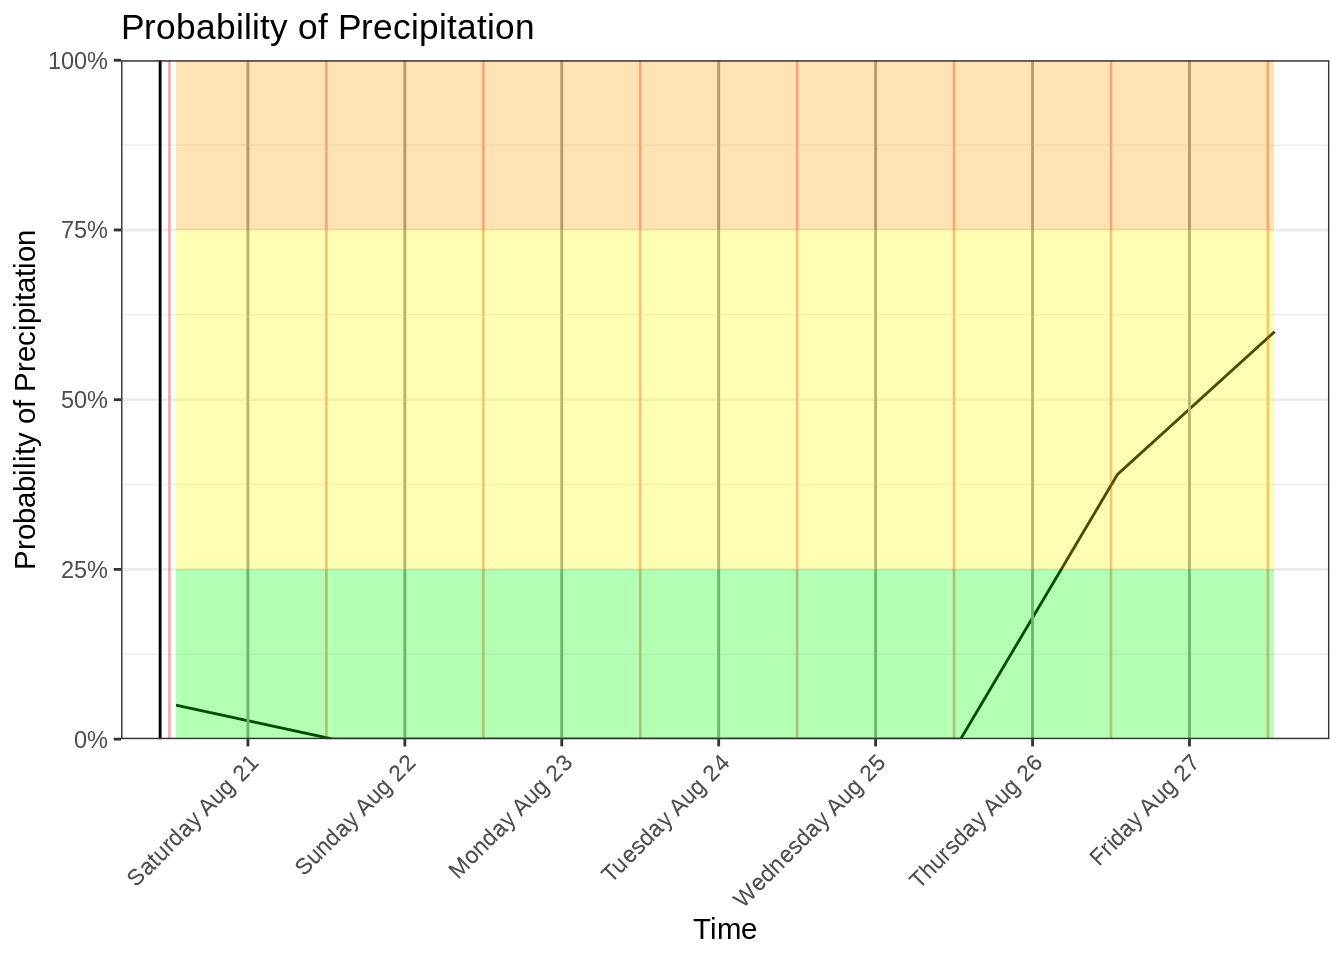 Probability of Precipitation
100%
75%
50%
25%
0%
Probability of Precipitation
Saturday Aug 21
Sunday Aug 22
Monday Aug 23
Tuesday Aug 24
Wednesday Aug 25
Thursday Aug 26
Friday Aug 27
Time